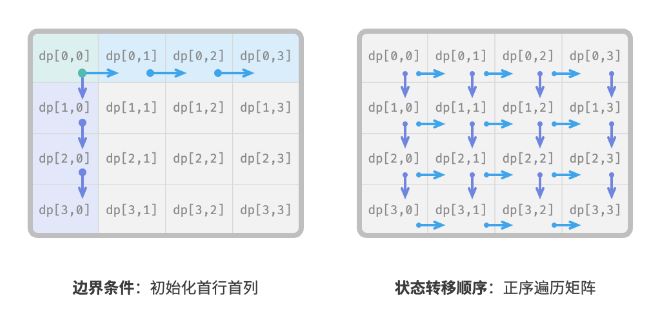 dp[0,0] dp[0,1] dp[0,2] dp[0,3]
dp[1,0] dp[1,1] dp[1,2] dp[1,3]
dp[2,0] dp[2,1] dp[2,2] dp[2,3]
dp[3,0] dp[3,1] dp[3,2] dp[3,3]
边界条件：初始化首行首列
dp[0,0] dp[0,1] dp[0,2] dp[0,3]
dp[1,0] dp[1,1] dp[1,2] dp[1,3]
dp[2,0] dp[2,1] dp[2,2] dp[2,3]
dp[3,0] dp[3,1] dp[3,2] dp[3,3]
状态转移顺序：正序遍历矩阵